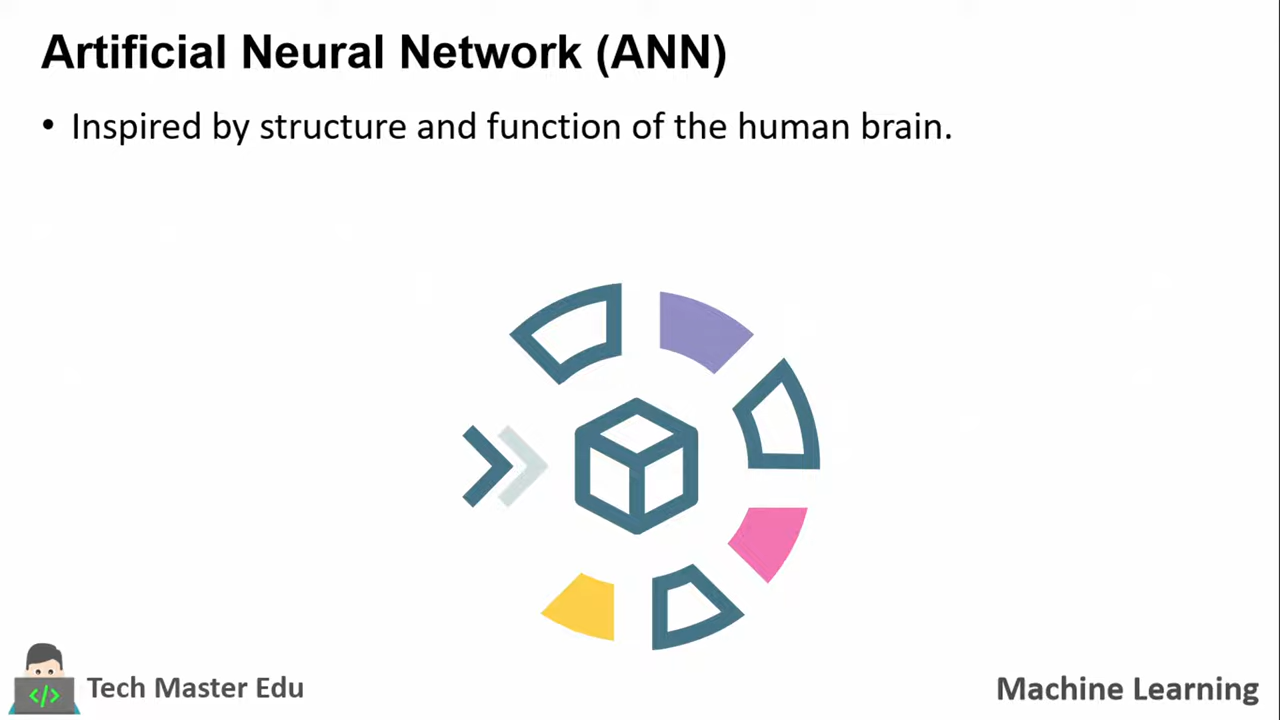 Artificial Neural Network (ANN)
• Inspired by structure and function of the human brain.
</>
Tech Master Edu
Machine Learning